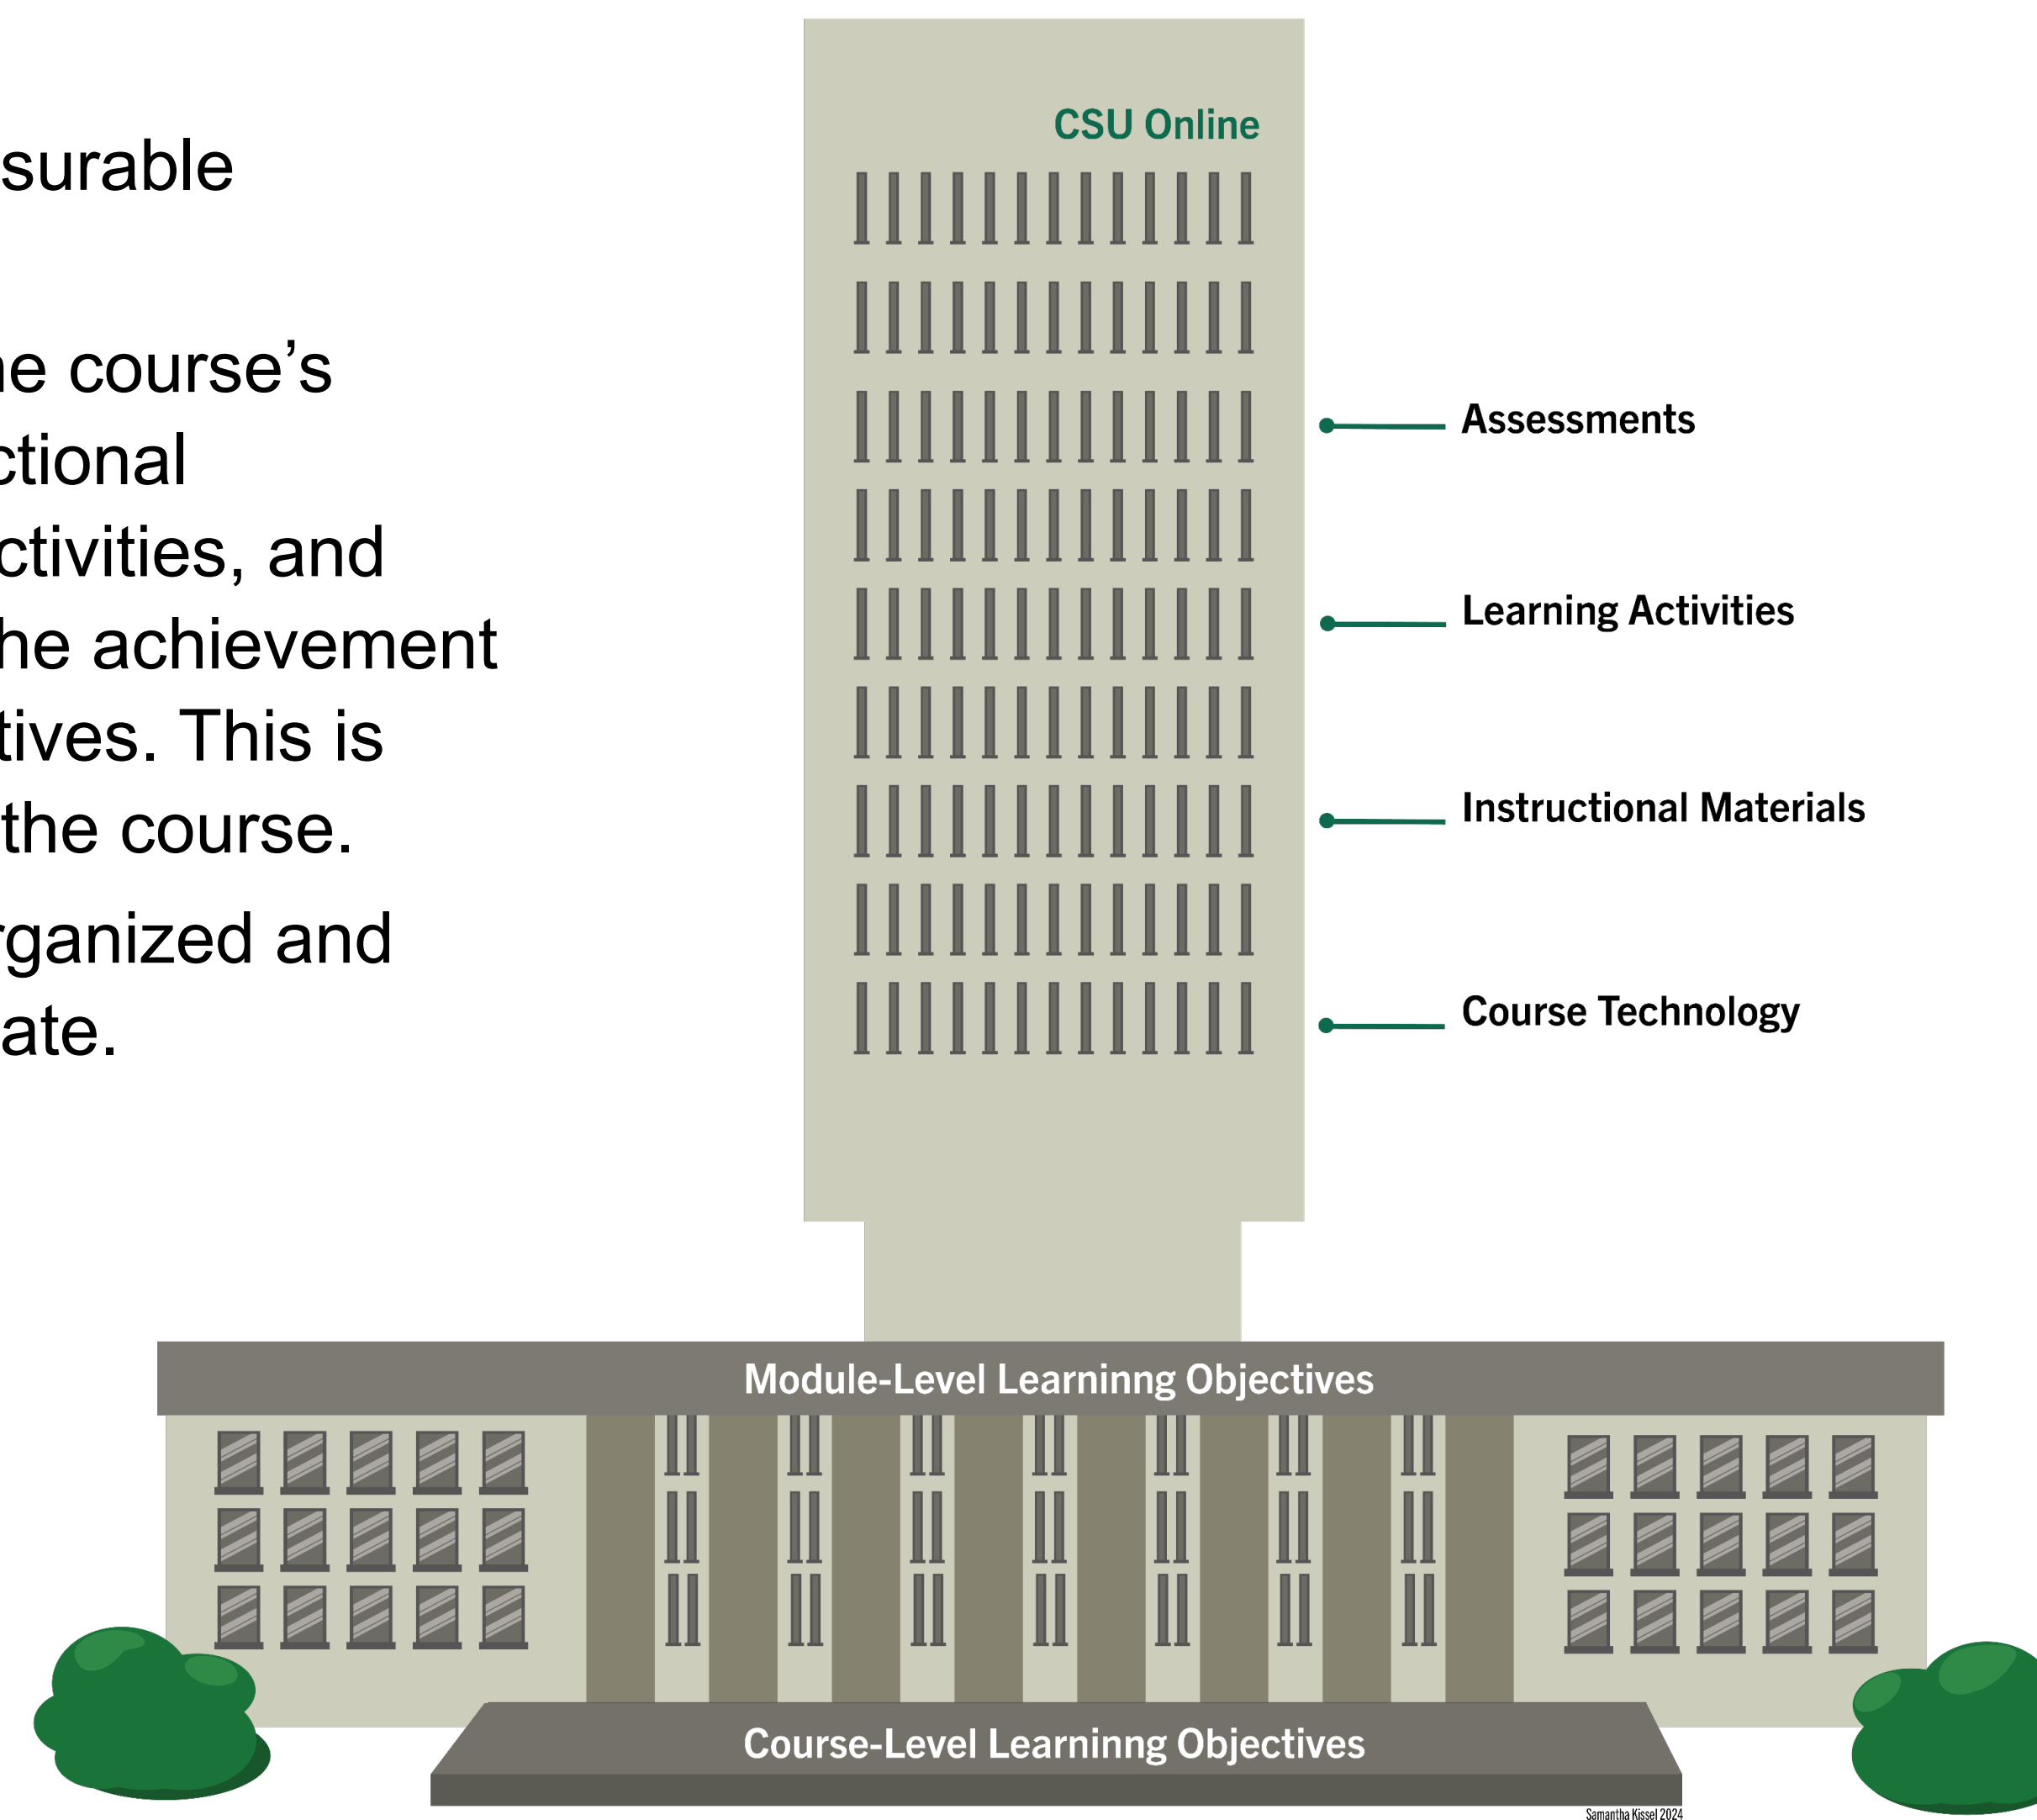 surable
ne course’s
ctional
ctivities, and
he achievement
tives. This is
the course.
rganized and
ate.
CSU Online
Assessments
Learning Activities
Instructional Materials
Course Technology
Module-Level Learninng Objectives
Course-Level Learninng Objectives
Samantha Kissel 2024